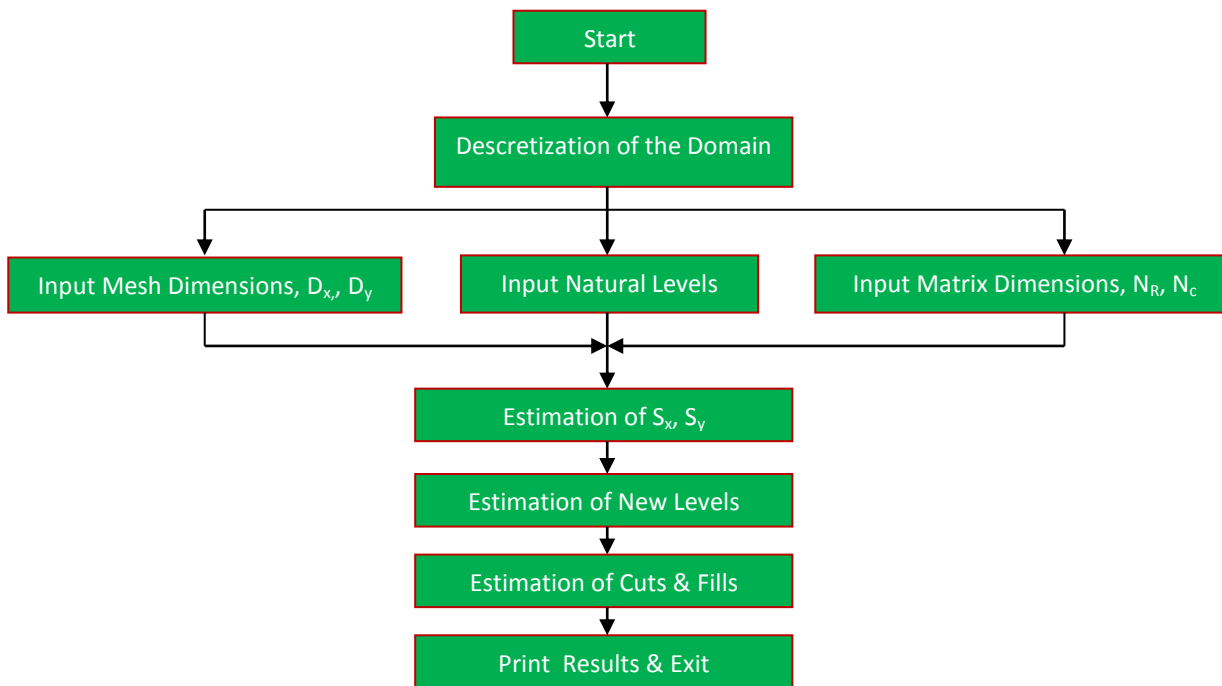 Start
Descretization of the Domain
Input Mesh Dimensions, Dx,, Dy
Input Natural Levels
Input Matrix Dimensions, NR, Nc
Estimation of Sx, Sy
Estimation of New Levels
Estimation of Cuts & Fills
Print Results & Exit